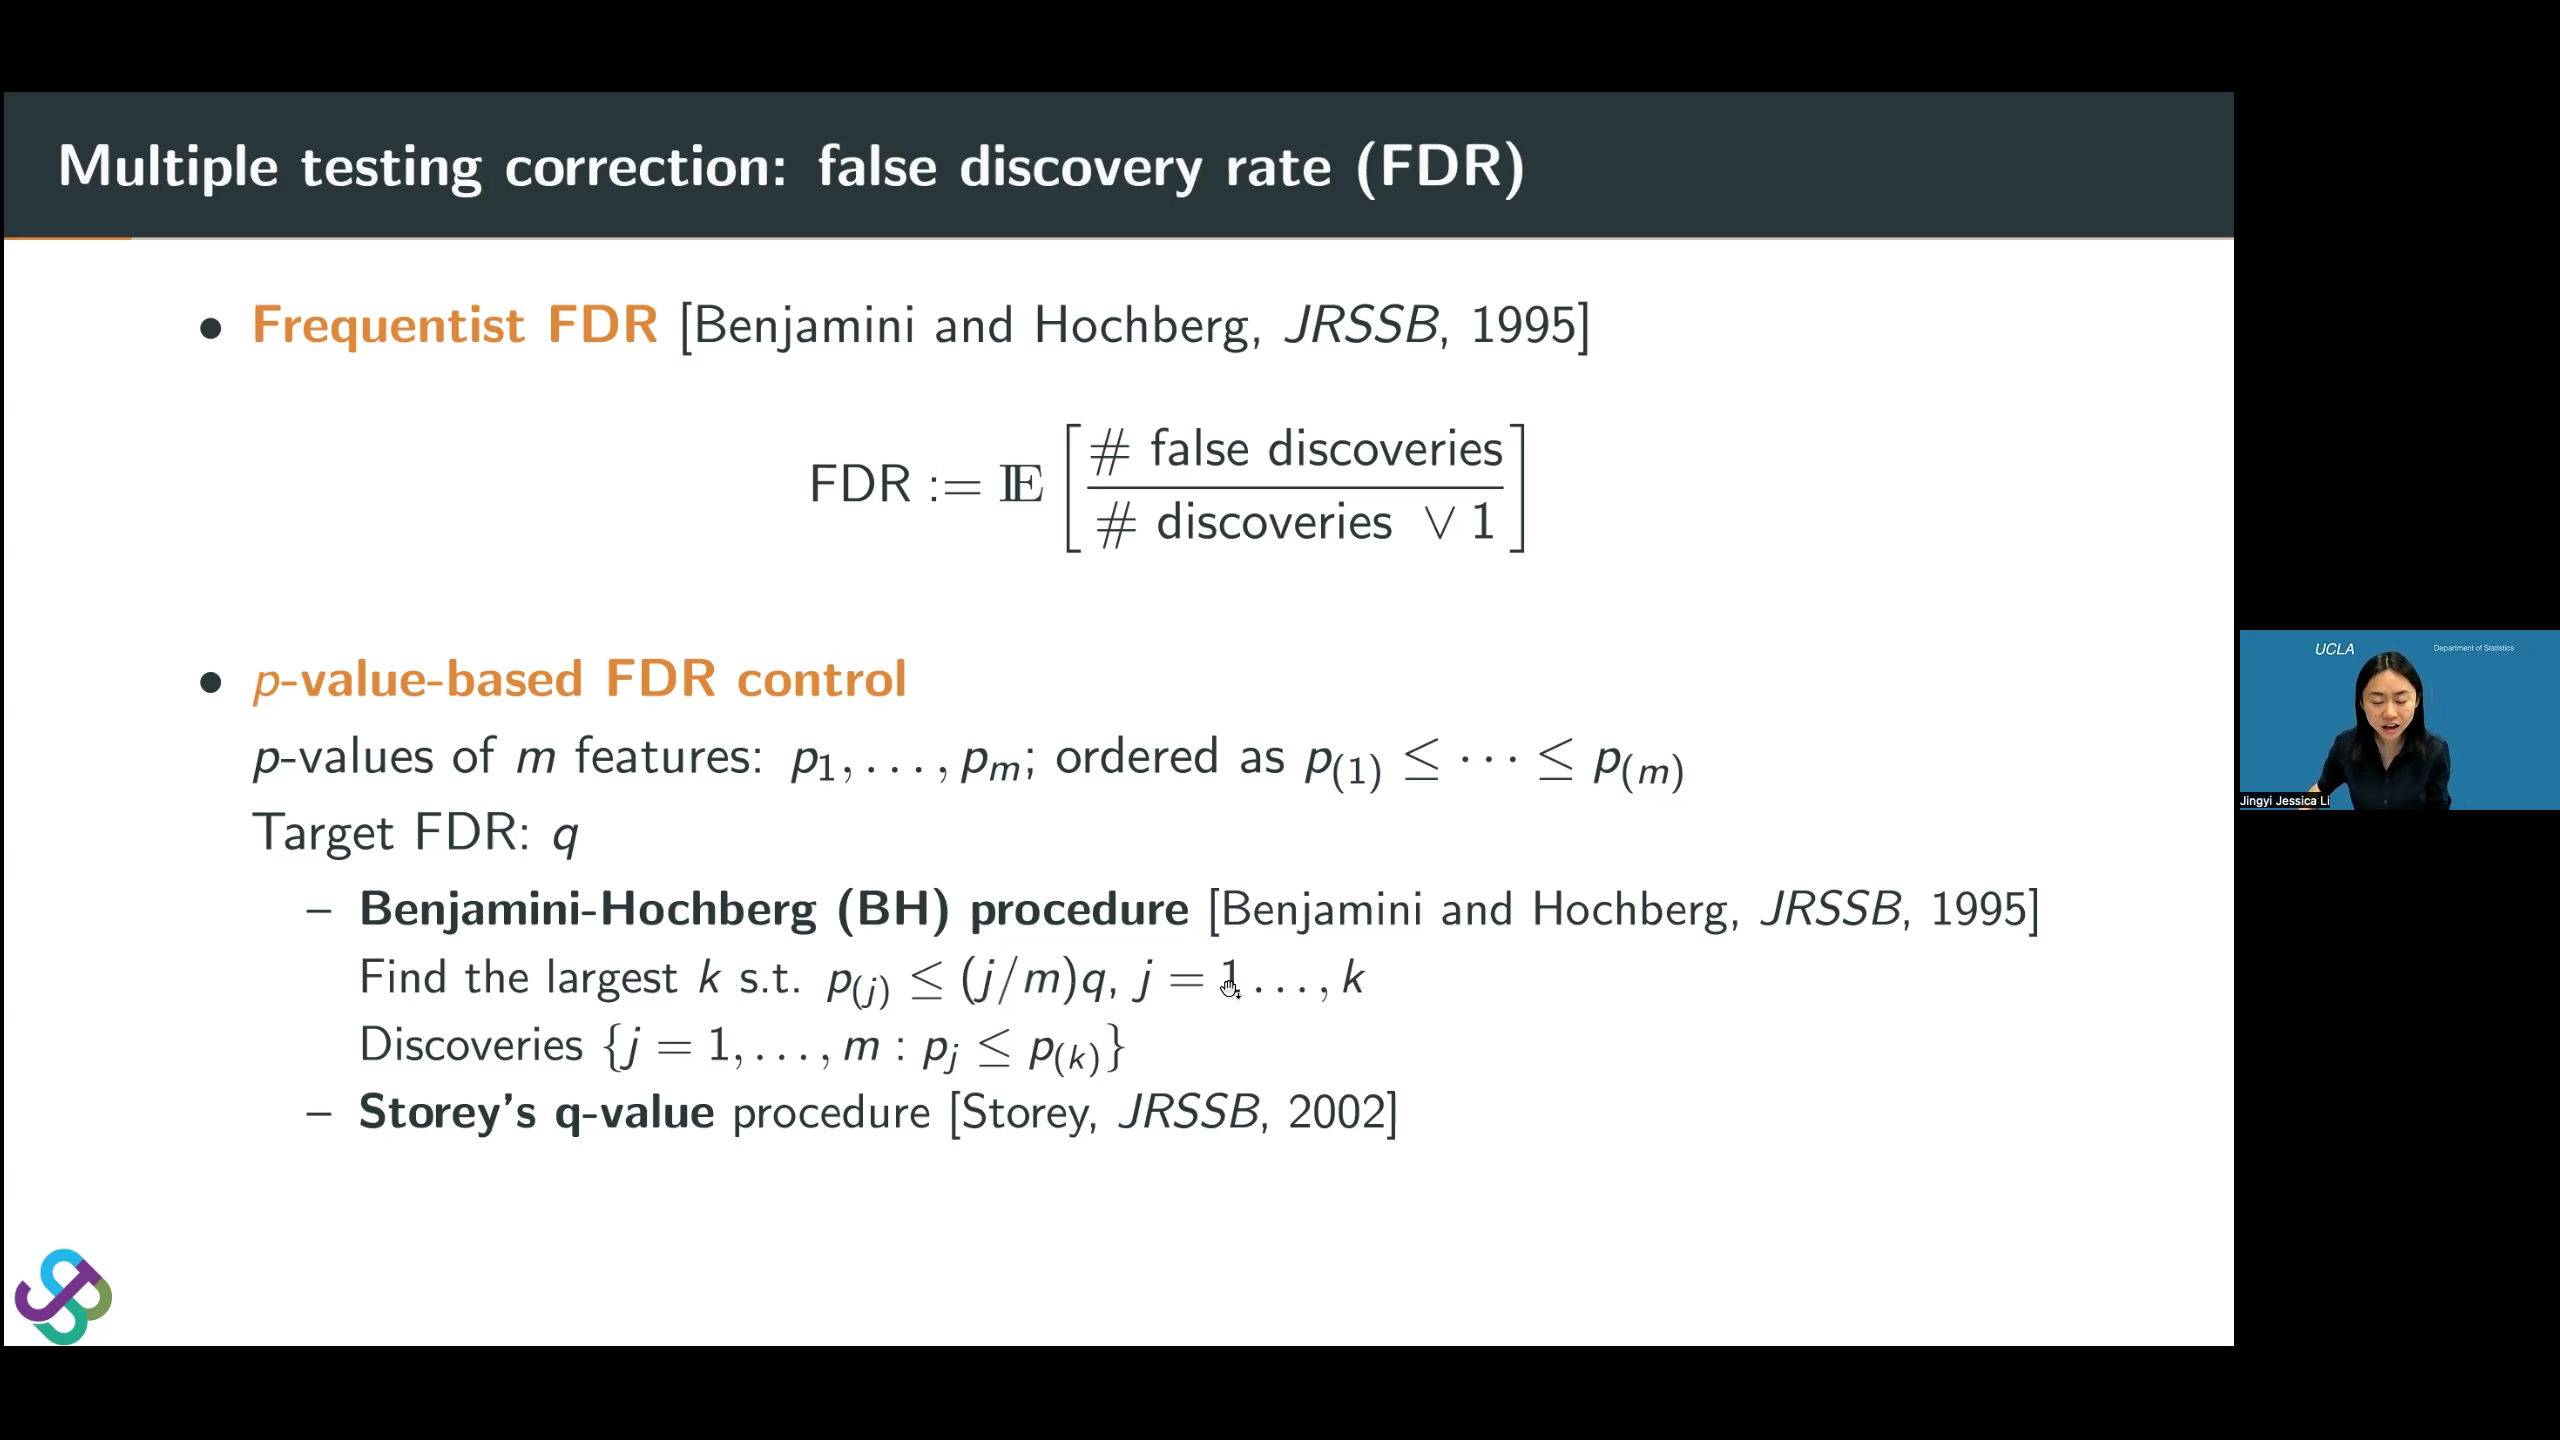 Multiple testing correction: false discovery rate (FDR)
• Frequentist FDR [Benjamini and Hochberg, JRSSB, 1995]
FDR := 𝔼 [ # false discoveries / # discoveries ∨ 1 ]
• p-value-based FDR control
p-values of m features: p₁, . . . , pₘ; ordered as p₍₁₎ ≤ · · · ≤ p₍ₘ₎
Target FDR: q
– Benjamini-Hochberg (BH) procedure [Benjamini and Hochberg, JRSSB, 1995]
Find the largest k s.t. p₍ⱼ₎ ≤ (j/m)q, j = 1, . . . , k
Discoveries {j = 1, . . . , m : pⱼ ≤ p₍ₖ₎}
– Storey's q-value procedure [Storey, JRSSB, 2002]
UCLA
Department of Statistics
Jingyi Jessica Li